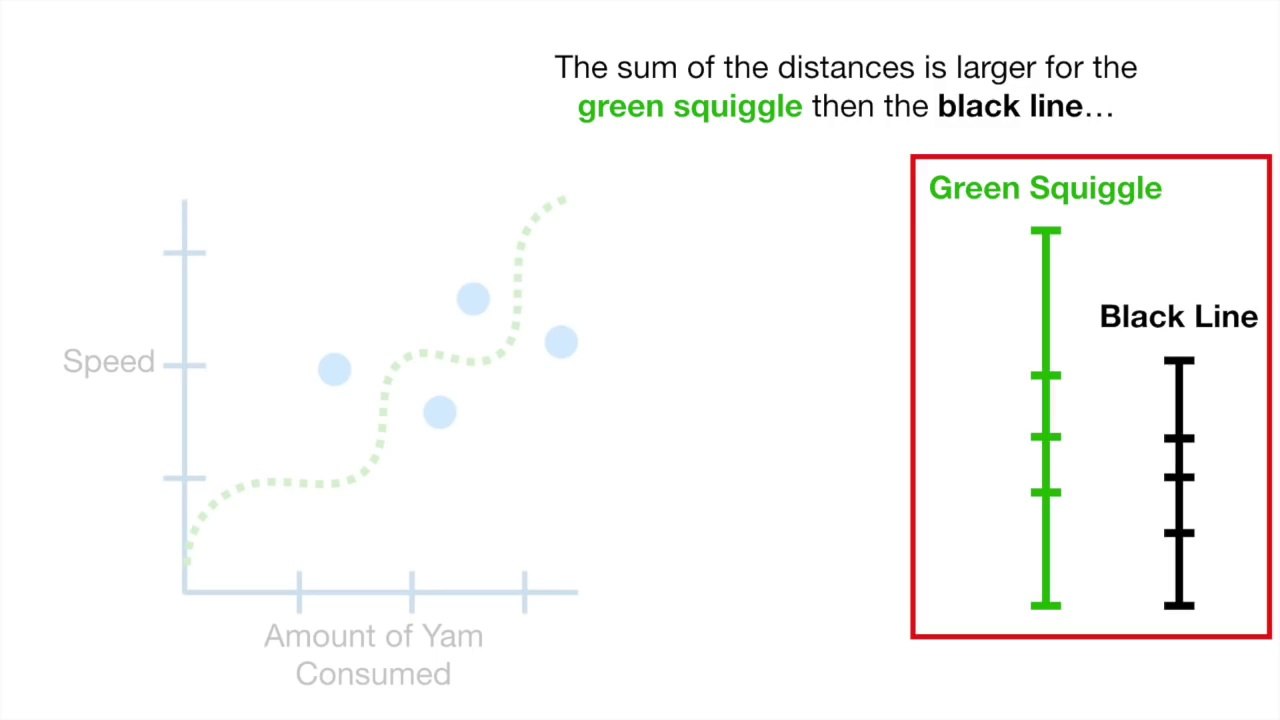 The sum of the distances is larger for the
green squiggle then the black line…
Green Squiggle
Black Line
Speed
Amount of Yam
Consumed